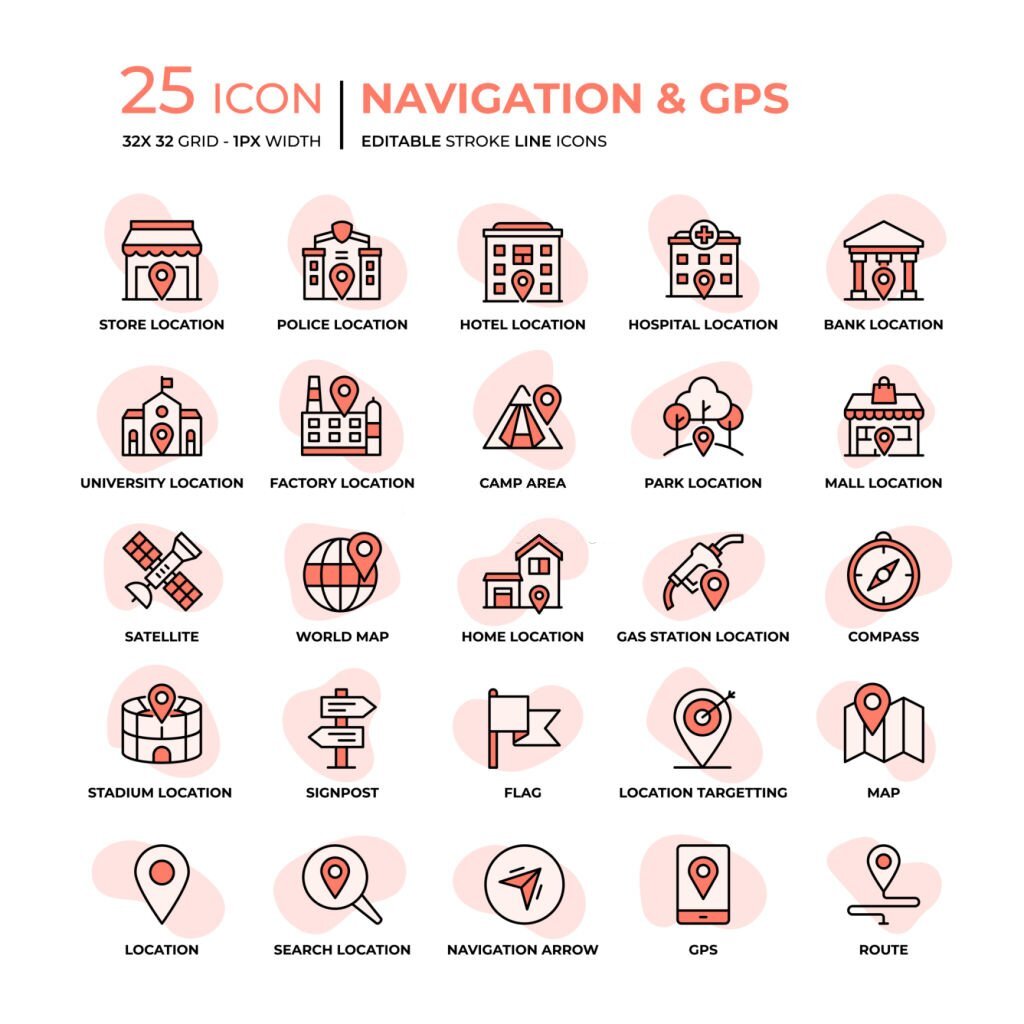 25 ICON
32X 32 GRID - 1PX WIDTH
NAVIGATION & GPS
EDITABLE STROKE LINE ICONS
STORE LOCATION
POLICE LOCATION
HOTEL LOCATION
HOSPITAL LOCATION
BANK LOCATION
UNIVERSITY LOCATION
FACTORY LOCATION
CAMP AREA
PARK LOCATION
MALL LOCATION
SATELLITE
WORLD MAP
HOME LOCATION
GAS STATION LOCATION
COMPASS
STADIUM LOCATION
SIGNPOST
FLAG
LOCATION TARGETTING
MAP
LOCATION
SEARCH LOCATION
NAVIGATION ARROW
GPS
ROUTE